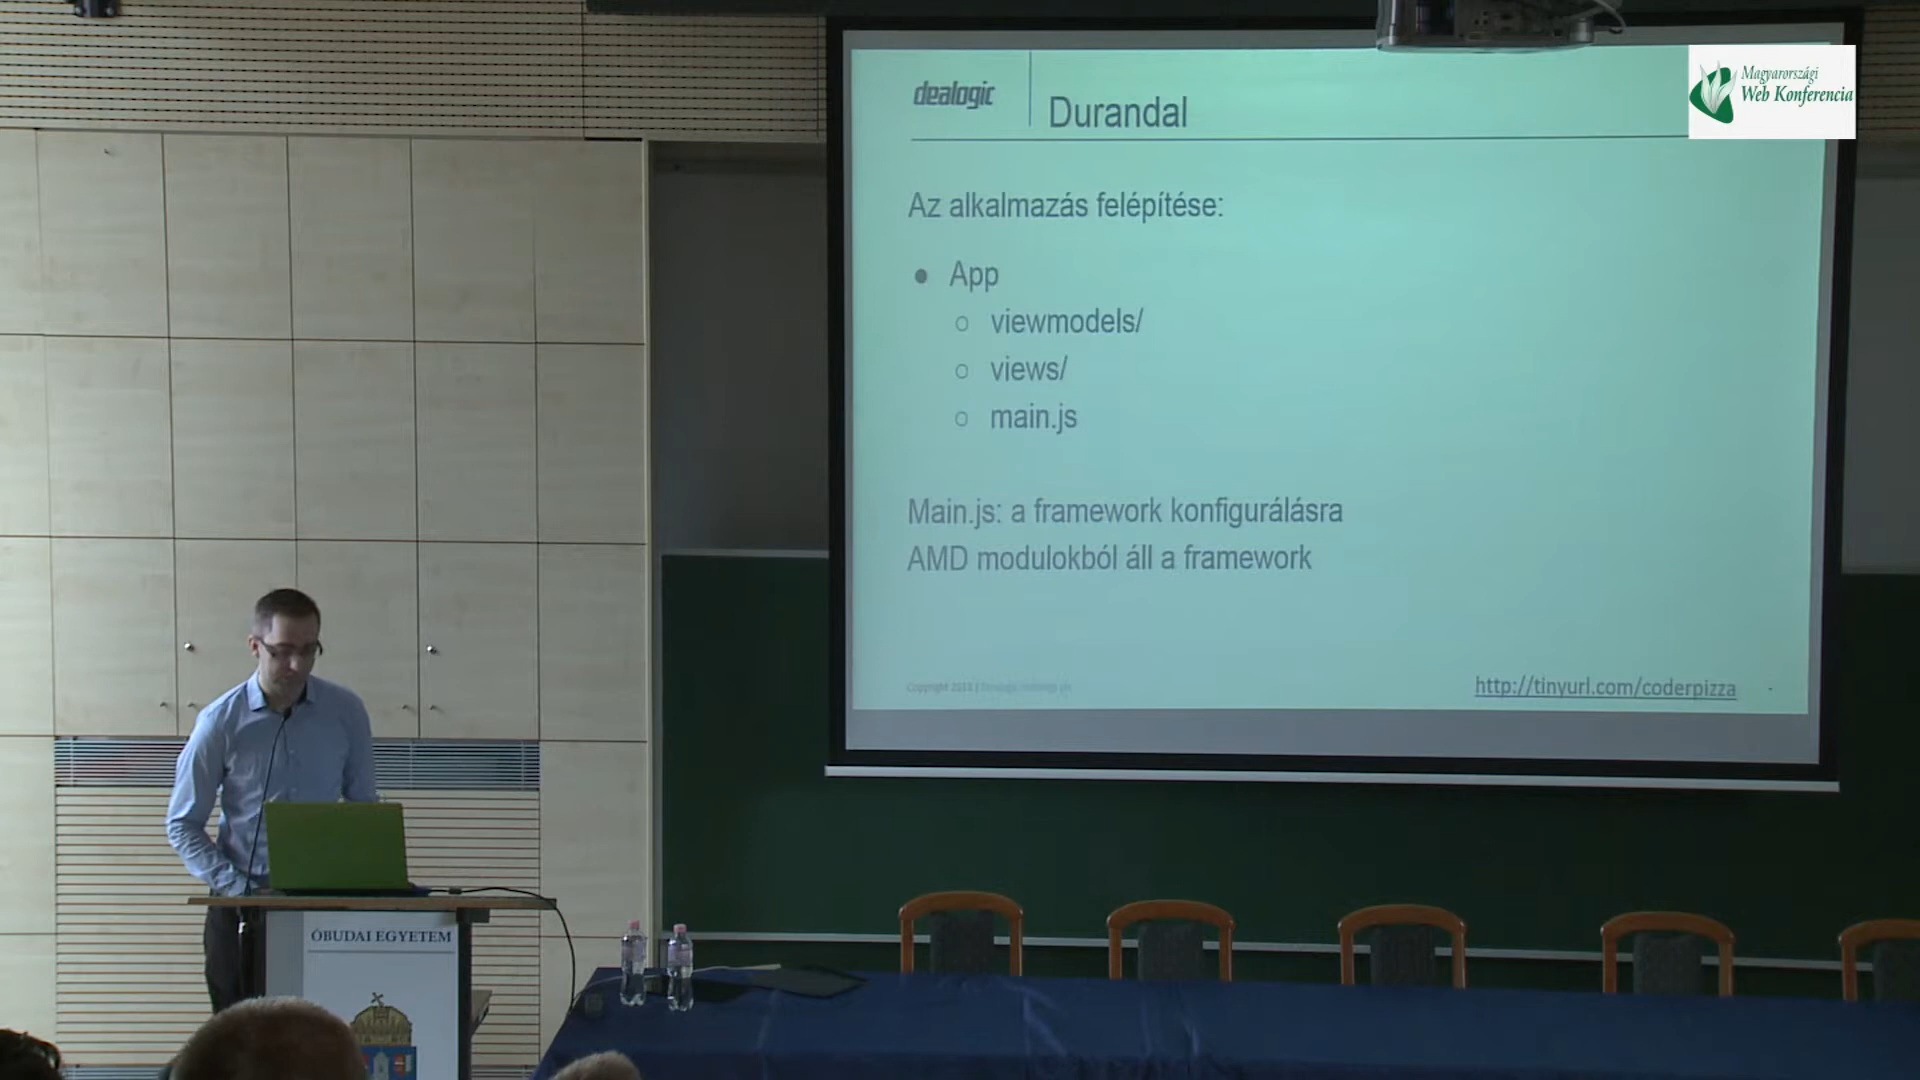 dealogic
Durandal
Magyarországi
Web Konferencia
Az alkalmazás felépítése:
● App
○ viewmodels/
○ views/
○ main.js
Main.js: a framework konfigurálásra
AMD modulokból áll a framework
http://tinyurl.com/coderpizza
ÓBUDAI EGYETEM